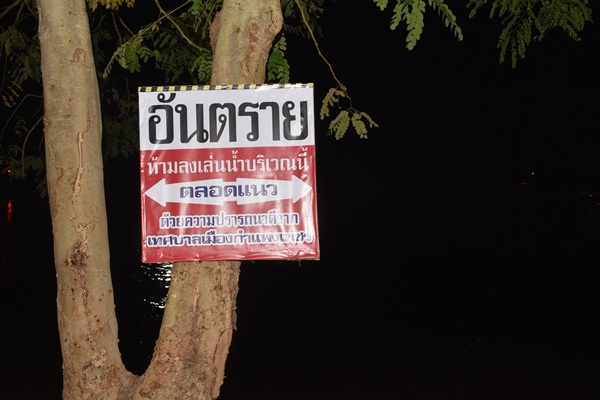 อันตราย
ห้ามลงเล่นน้ำบริเวณนี้
ตลอดแนว
ด้วยความปรารถนาดีจาก
เทศบาลเมืองกำแพงเพชร